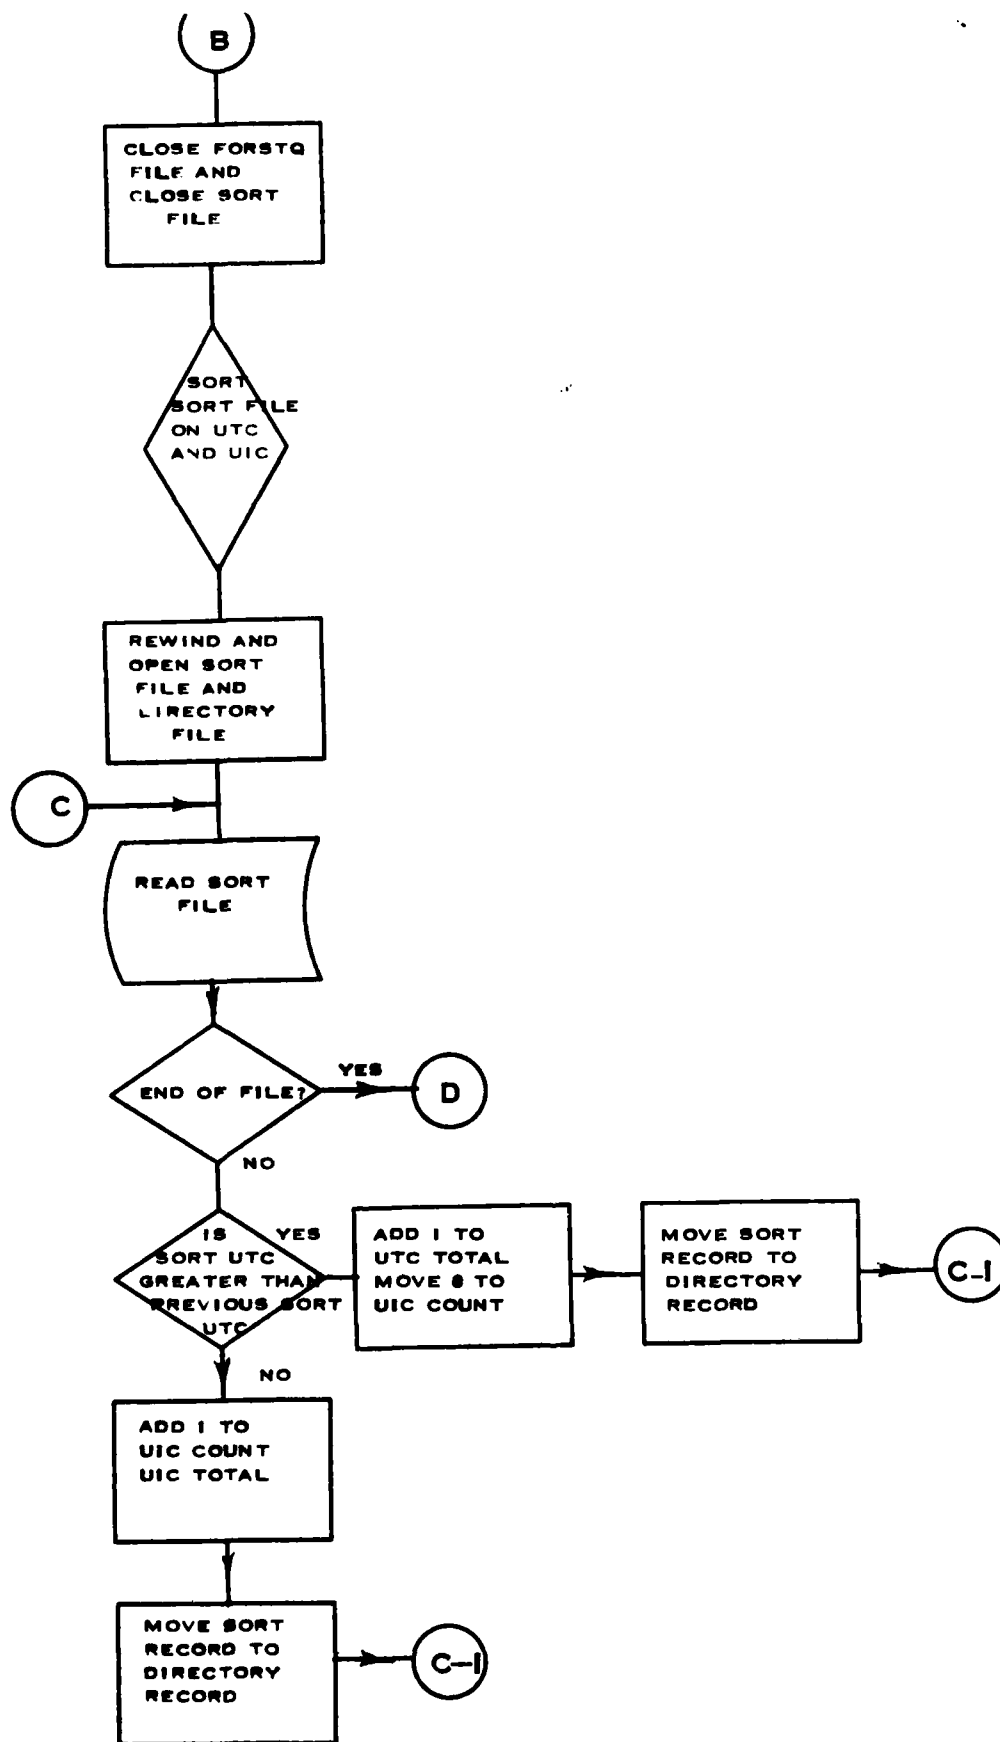 B
CLOSE FORSTQ
FILE AND
CLOSE SORT
FILE
SORT
SORT FILE
ON UTC
AND UIC
REWIND AND
OPEN SORT
FILE AND
DIRECTORY
FILE
C
READ SORT
FILE
END OF FILE?
YES
D
NO
IS
SORT UTC
GREATER THAN
PREVIOUS SORT
UTC
YES
ADD 1 TO
UTC TOTAL
MOVE 0 TO
UIC COUNT
MOVE SORT
RECORD TO
DIRECTORY
RECORD
C-1
NO
ADD 1 TO
UIC COUNT
UIC TOTAL
MOVE SORT
RECORD TO
DIRECTORY
RECORD
C-1